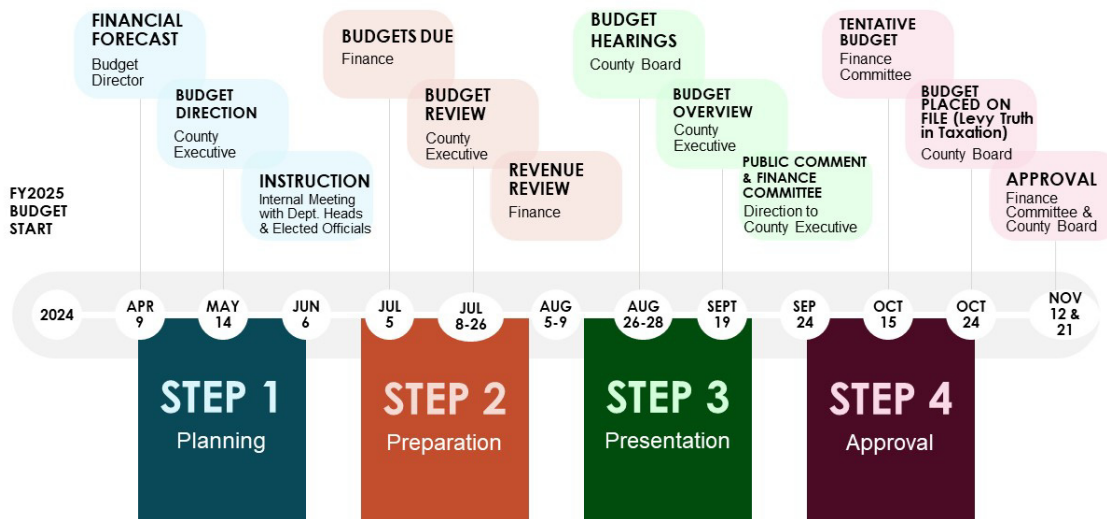 FINANCIAL
FORECAST
Budget
Director
BUDGET
DIRECTION
County
Executive
INSTRUCTION
Internal Meeting
with Dept. Heads
& Elected Officials
BUDGETS DUE
Finance
BUDGET
REVIEW
County
Executive
REVENUE
REVIEW
Finance
BUDGET
HEARINGS
County Board
BUDGET
OVERVIEW
County
Executive
PUBLIC COMMENT
& FINANCE
COMMITTEE
Direction to
County Executive
TENTATIVE
BUDGET
Finance
Committee
BUDGET
PLACED ON
FILE (Levy Truth
in Taxation)
County Board
APPROVAL
Finance
Committee &
County Board
FY2025
BUDGET
START
2024
APR
9
MAY
14
JUN
6
JUL
5
JUL
8-26
AUG
5-9
AUG
26-28
SEPT
19
SEP
24
OCT
15
OCT
24
NOV
12 &
21
STEP 1
Planning
STEP 2
Preparation
STEP 3
Presentation
STEP 4
Approval